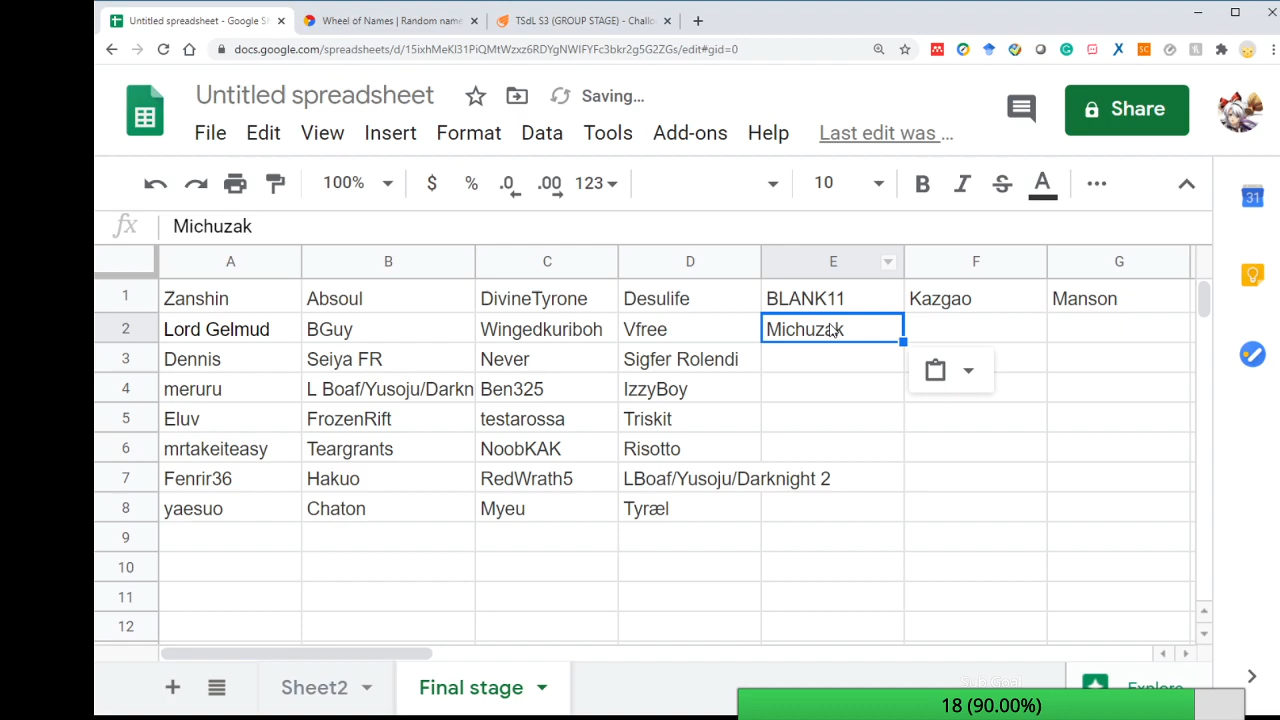 Untitled spreadsheet - Google Sh
Wheel of Names | Random name
TSdL S3 (GROUP STAGE) - Challo
docs.google.com/spreadsheets/d/15ixhMeKl31PiQMtWzxz6RDYgNWIFYFc3bkr2g5G2ZGs/edit#gid=0
Untitled spreadsheet
Saving...
File Edit View Insert Format Data Tools Add-ons Help Last edit was ...
Share
100% $ % .0 .00 123 10 B I S A
31
fx Michuzak
A B C D E F G
1 Zanshin Absoul DivineTyrone Desulife BLANK11 Kazgao Manson
2 Lord Gelmud BGuy Wingedkuriboh Vfree Michuzak
3 Dennis Seiya FR Never Sigfer Rolendi
4 meruru L Boaf/Yusoju/Darkn Ben325 IzzyBoy
5 Eluv FrozenRift testarossa Triskit
6 mrtakeiteasy Teargrants NoobKAK Risotto
7 Fenrir36 Hakuo RedWrath5 LBoaf/Yusoju/Darknight 2
8 yaesuo Chaton Myeu Tyræl
9
10
11
12
Sheet2 Final stage
Sub Goal
Explore
18 (90.00%)